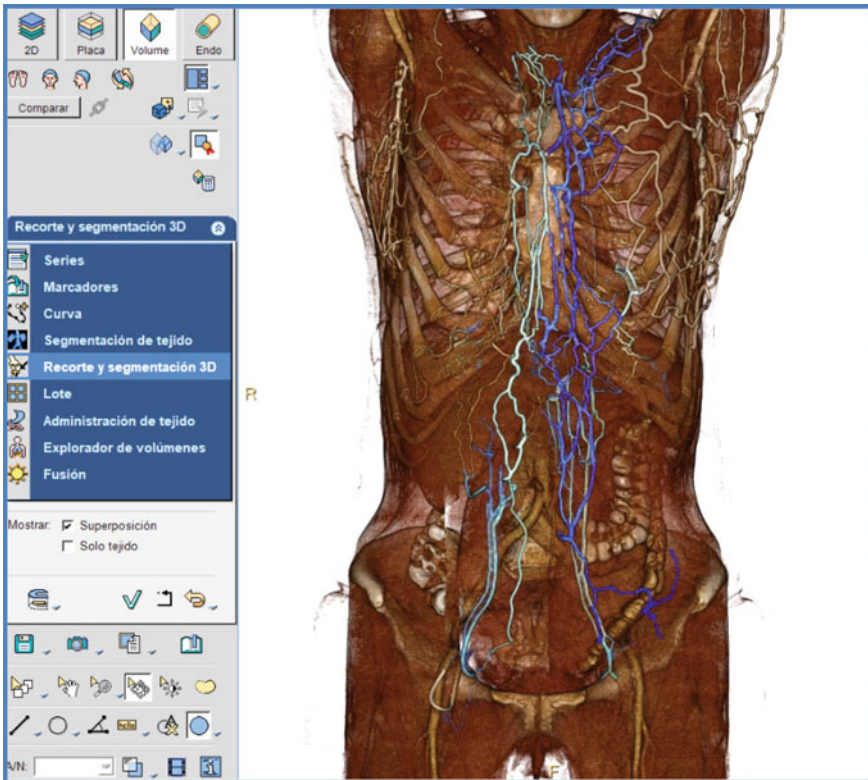 2D Placa Volume Endo
Comparar
Recorte y segmentación 3D
Series
Marcadores
Curva
Segmentación de tejido
Recorte y segmentación 3D
Lote
Administración de tejido
Explorador de volúmenes
Fusión
R
Mostrar: Superposición
Solo tejido
A/N:
F